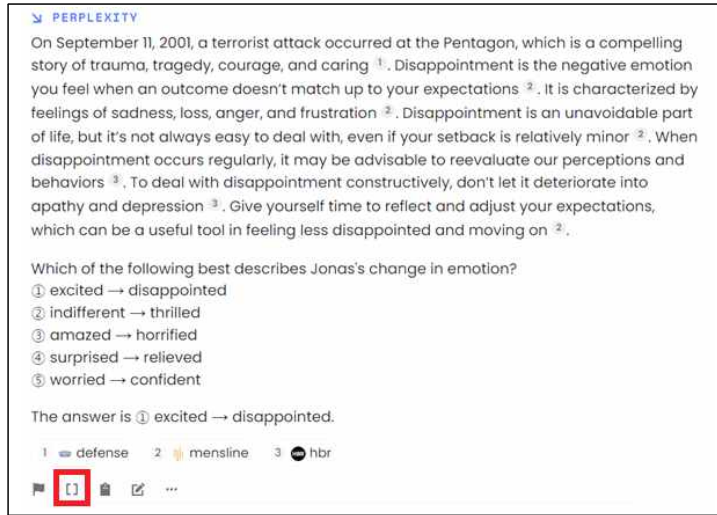 PERPLEXITY
On September 11, 2001, a terrorist attack occurred at the Pentagon, which is a compelling
story of trauma, tragedy, courage, and caring 1 . Disappointment is the negative emotion
you feel when an outcome doesn't match up to your expectations 2 . It is characterized by
feelings of sadness, loss, anger, and frustration 2 . Disappointment is an unavoidable part
of life, but it's not always easy to deal with, even if your setback is relatively minor 2 . When
disappointment occurs regularly, it may be advisable to reevaluate our perceptions and
behaviors 3 . To deal with disappointment constructively, don't let it deteriorate into
apathy and depression 3 . Give yourself time to reflect and adjust your expectations,
which can be a useful tool in feeling less disappointed and moving on 2 .
Which of the following best describes Jonas's change in emotion?
① excited → disappointed
② indifferent → thrilled
③ amazed → horrified
④ surprised → relieved
⑤ worried → confident
The answer is ① excited → disappointed.
1 defense 2 mensline 3 HBR hbr